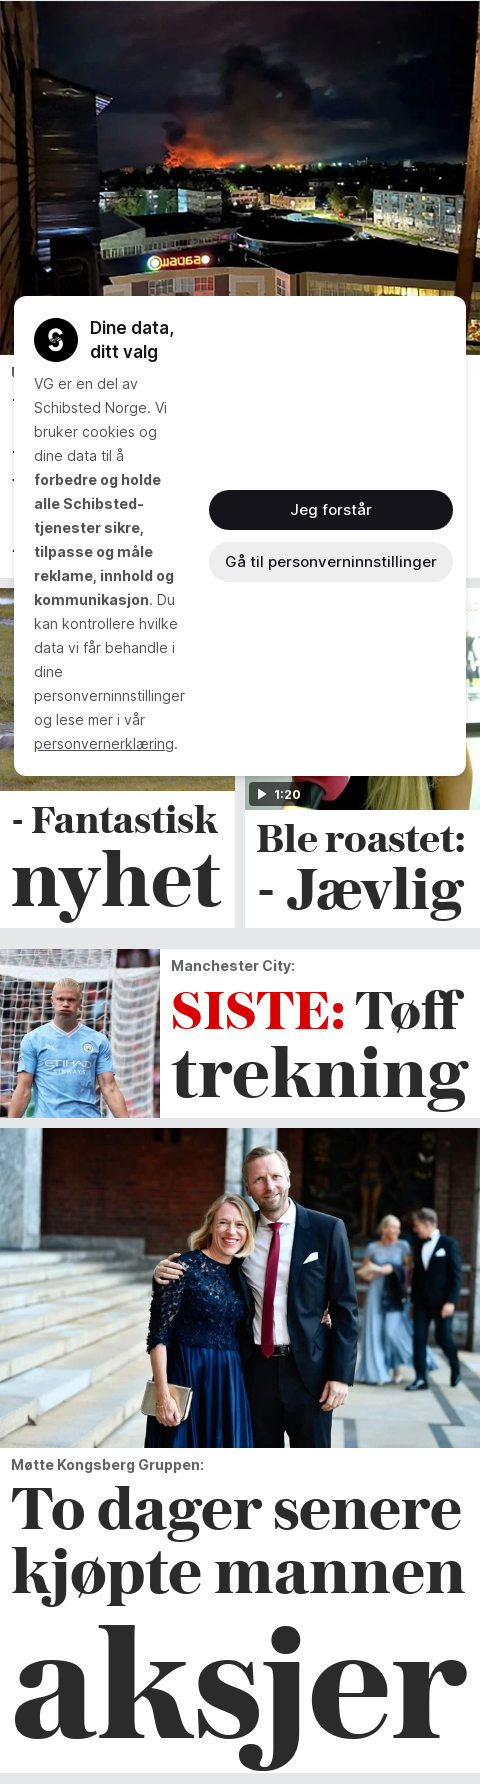 шайба
Dine data,
ditt valg
VG er en del av
Schibsted Norge. Vi
bruker cookies og
dine data til å
forbedre og holde
alle Schibsted-
tjenester sikre,
tilpasse og måle
reklame, innhold og
kommunikasjon. Du
kan kontrollere hvilke
data vi får behandle i
dine
personverninnstillinger
og lese mer i vår
personvernerklæring.
Jeg forstår
Gå til personverninnstillinger
- Fantastisk
nyhet
1:20
Ble roastet:
- Jævlig
Manchester City:
SISTE: Tøff
trekning
ETIHAD
AIRWAYS
Møtte Kongsberg Gruppen:
To dager senere
kjøpte mannen
aksjer